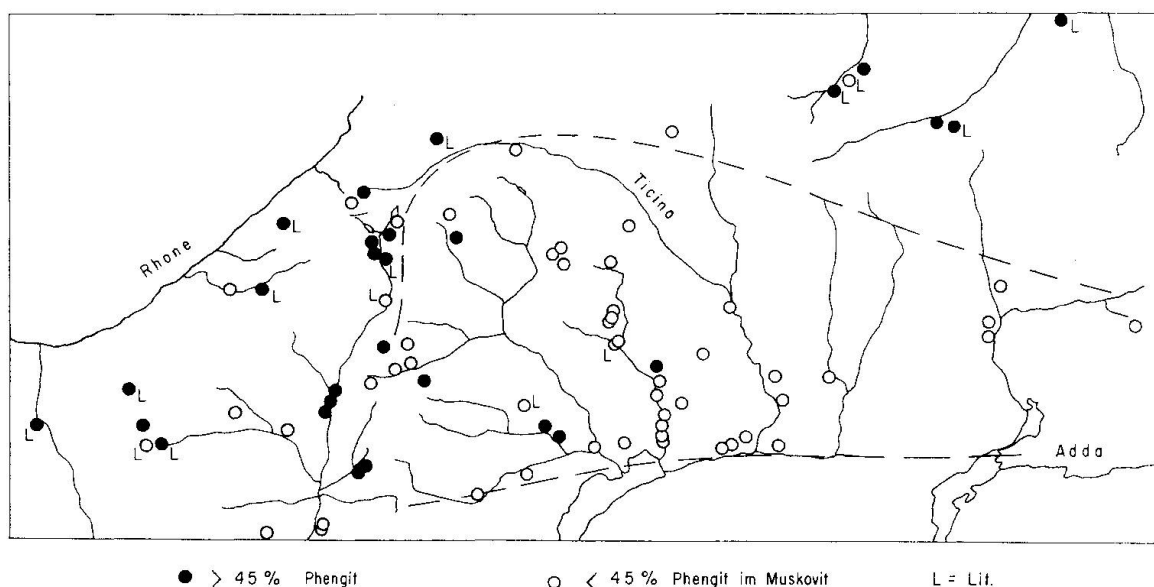 L
L
L
L
L
Ticino
L
Rhone
L
L
L
L
L
L
L
L
L
Adda
● > 45 % Phengit
○ < 45 % Phengit im Muskovit
L = Lit.